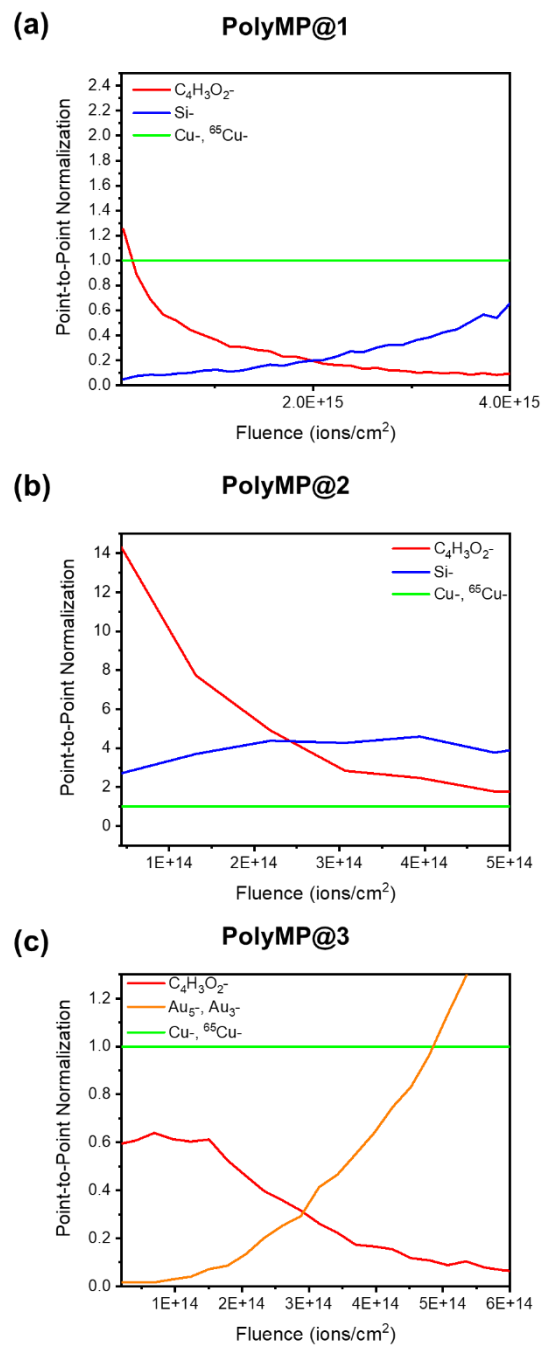 (a)
PolyMP@1
C₄H₃O₂-
Si-
Cu-, ⁶⁵Cu-
2.4
2.2
2.0
1.8
1.6
1.4
1.2
1.0
0.8
0.6
0.4
0.2
0.0
Point-to-Point Normalization
2.0E+15
4.0E+15
Fluence (ions/cm²)
(b)
PolyMP@2
C₄H₃O₂-
Si-
Cu-, ⁶⁵Cu-
14
12
10
8
6
4
2
0
Point-to-Point Normalization
1E+14
2E+14
3E+14
4E+14
5E+14
Fluence (ions/cm²)
(c)
PolyMP@3
C₄H₃O₂-
Au₅-, Au₃-
Cu-, ⁶⁵Cu-
1.2
1.0
0.8
0.6
0.4
0.2
0.0
Point-to-Point Normalization
1E+14
2E+14
3E+14
4E+14
5E+14
6E+14
Fluence (ions/cm²)